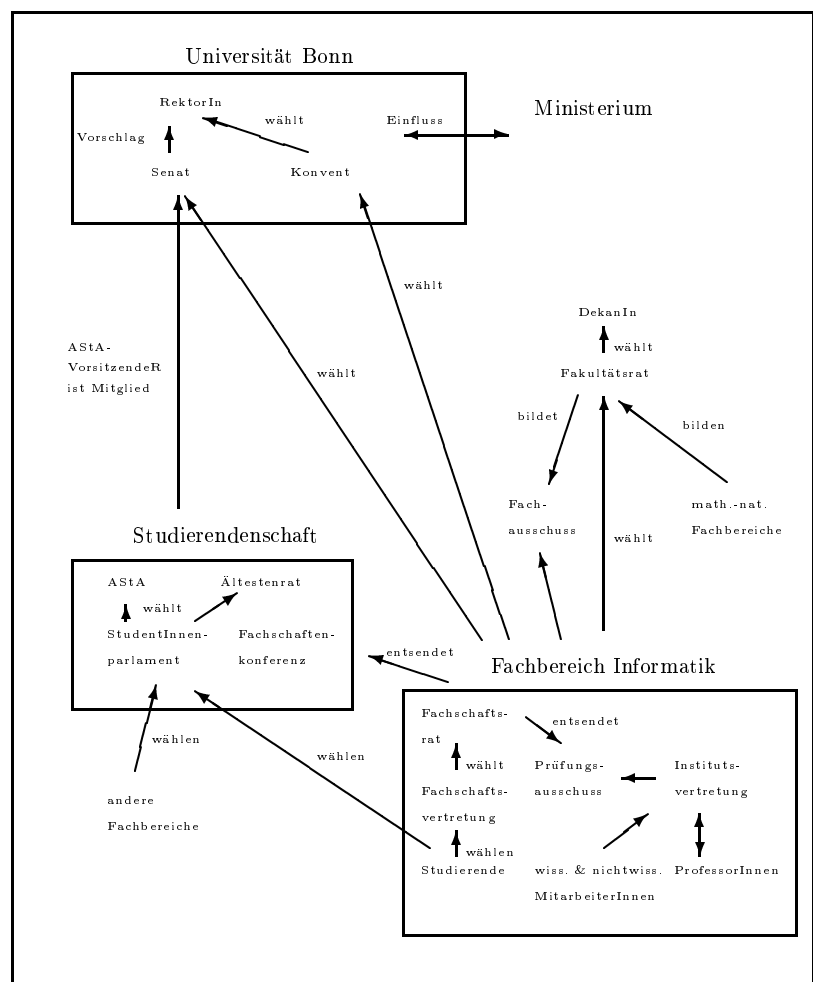 Universität Bonn
RektorIn
wählt
Einfluss
Ministerium
Vorschlag
Senat
Konvent
wählt
DekanIn
wählt
Fakultätsrat
AStA-
VorsitzendeR
ist Mitglied
wählt
bildet
bilden
Fach-
ausschuss
math.-nat.
Fachbereiche
wählt
Studierendenschaft
AStA
Ältestenrat
wählt
StudentInnen-
parlament
Fachschaften-
konferenz
entsendet
Fachbereich Informatik
Fachschafts-
rat
entsendet
wählen
wählen
wählt
Prüfungs-
ausschuss
Instituts-
vertretung
Fachschafts-
vertretung
andere
Fachbereiche
wählen
Studierende
wiss. & nichtwiss.
MitarbeiterInnen
ProfessorInnen